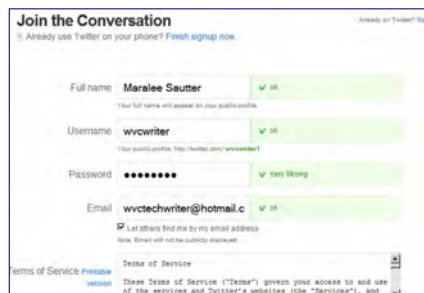 Join the Conversation
Already on Twitter? Si
Already use Twitter on your phone? Finish signup now.
Full name Maralee Sautter ok
Your full name will appear on your public profile.
Username wvcwriter ok
Your public profile: http://twitter.com/wvcwriter1
Password ●●●●●●●● Very Strong
Email wvctechwriter@hotmail.c ok
Let others find me by my email address
Note: Email will not be publicly displayed
Terms of Service Printable version
Terms of Service
These Terms of Service ("Terms") govern your access to and use
of the services and Twitter's websites (the "Services"), and